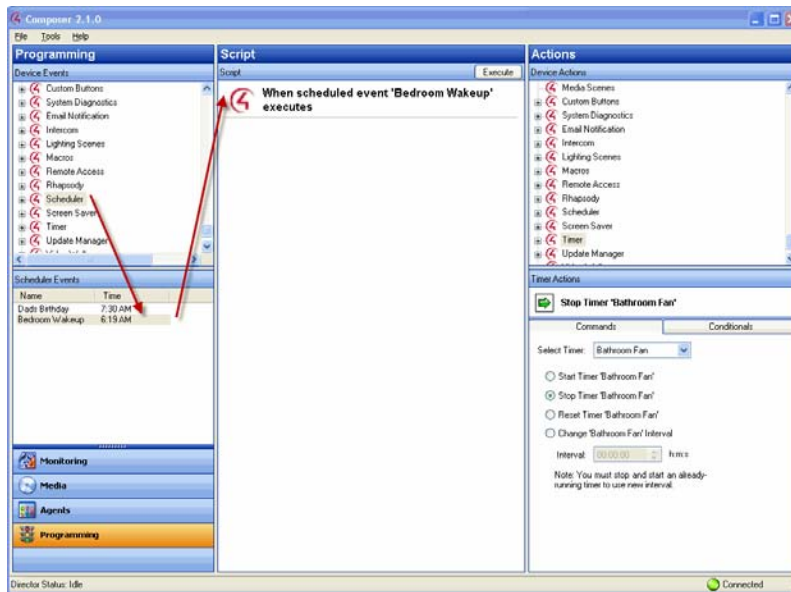 Composer 2.1.0
File Tools Help
Programming
Device Events
Custom Buttons
System Diagnostics
Email Notification
Intercom
Lighting Scenes
Macros
Remote Access
Rhapsody
Scheduler
Screen Saver
Timer
Update Manager
Scheduler Events
Name Time
Dads Birthday 7:30 AM
Bedroom Wakeup 6:19 AM
Monitoring
Media
Agents
Programming
Script
Script Execute
When scheduled event 'Bedroom Wakeup'
executes
Actions
Device Actions
Media Scenes
Custom Buttons
System Diagnostics
Email Notification
Intercom
Lighting Scenes
Macros
Remote Access
Rhapsody
Scheduler
Screen Saver
Timer
Update Manager
Timer Actions
Stop Timer 'Bathroom Fan'
Commands Conditionals
Select Timer: Bathroom Fan
Start Timer 'Bathroom Fan'
Stop Timer 'Bathroom Fan'
Reset Timer 'Bathroom Fan'
Change 'Bathroom Fan' Interval
Interval: 00:00:00 h:m:s
Note: You must stop and start an already-
running timer to use new interval.
Director Status: Idle
Connected